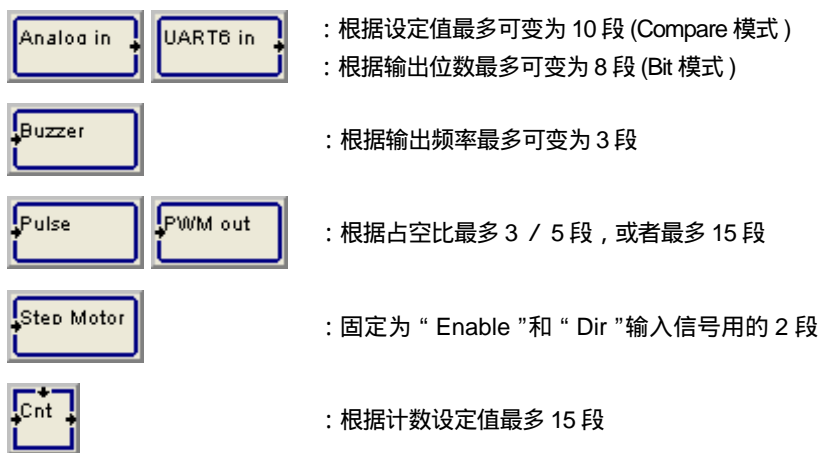 Analog in UART6 in :根据设定值最多可变为 10 段 (Compare 模式 )
:根据输出位数最多可变为 8 段 (Bit 模式 )
Buzzer :根据输出频率最多可变为 3 段
Pulse PWM out :根据占空比最多 3 / 5 段 , 或者最多 15 段
Step Motor :固定为 “ Enable ”和 “ Dir ”输入信号用的 2 段
Cnt :根据计数设定值最多 15 段